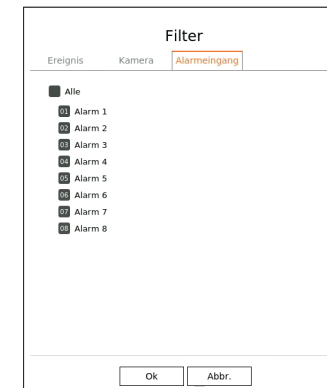 Filter
Ereignis Kamera Alarmeingang
Alle
01 Alarm 1
02 Alarm 2
03 Alarm 3
04 Alarm 4
05 Alarm 5
06 Alarm 6
07 Alarm 7
08 Alarm 8
Ok Abbr.